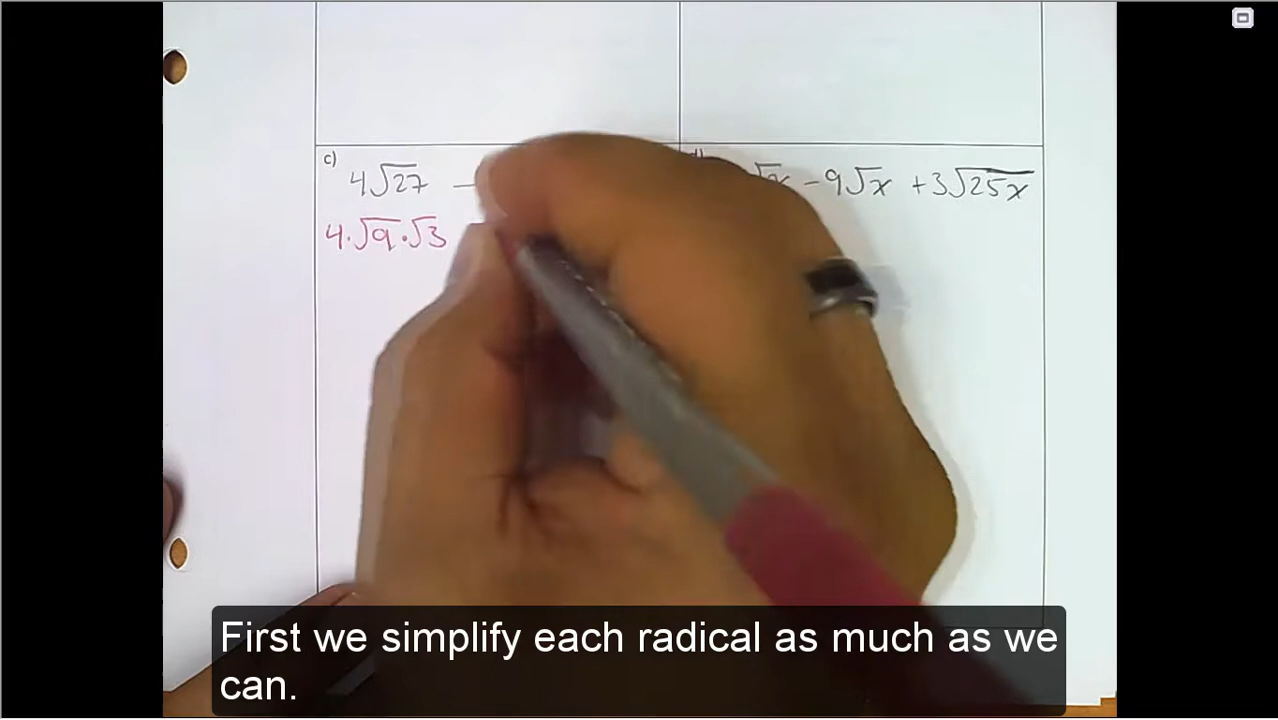 c)
4√27 –
√x – 9√x + 3√25x
4·√9·√3
First we simplify each radical as much as we
can.